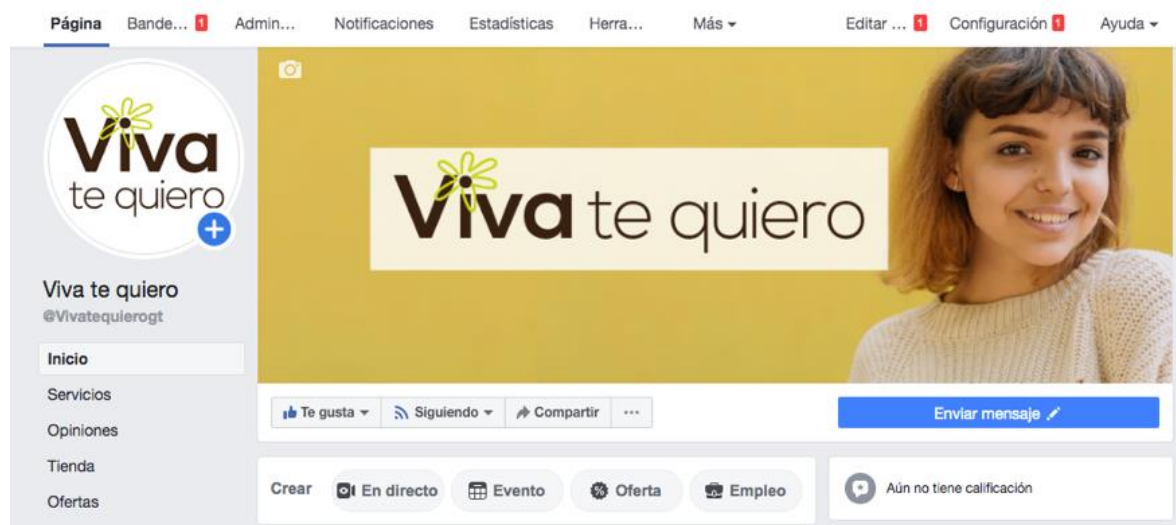 Página Bande... 1 Admin... Notificaciones Estadísticas Herra... Más Editar ... 1 Configuración 1 Ayuda
Viva
te quiero
Viva te quiero
Viva te quiero
@Vivatequierogt
Inicio
Servicios
Opiniones
Tienda
Ofertas
Te gusta Siguiendo Compartir ...
Enviar mensaje
Crear En directo Evento Oferta Empleo
Aún no tiene calificación